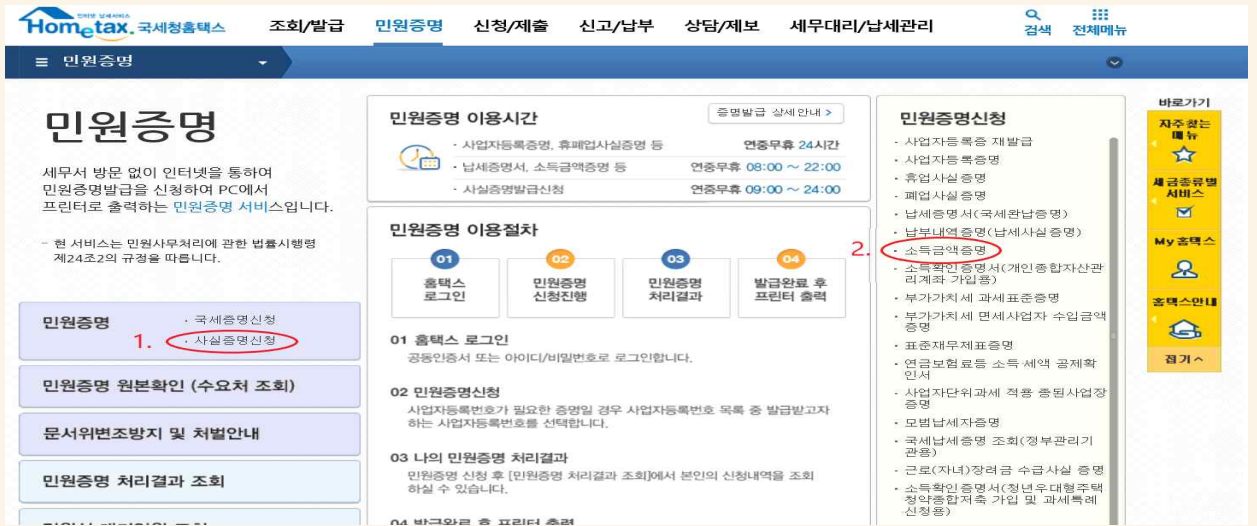 인터넷 납세서비스
Hometax. 국세청홈택스
조회/발급 민원증명 신청/제출 신고/납부 상담/제보 세무대리/납세관리
검색 전체메뉴
민원증명
민원증명
세무서 방문 없이 인터넷을 통하여
민원증명발급을 신청하여 PC에서
프린터로 출력하는 민원증명 서비스입니다.
- 현 서비스는 민원사무처리에 관한 법률시행령
제24조2의 규정을 따릅니다.
민원증명
· 국세증명신청
1. · 사실증명신청
민원증명 원본확인 (수요처 조회)
문서위변조방지 및 처벌안내
민원증명 처리결과 조회
민원증명 이용시간
증명발급 상세안내 >
· 사업자등록증명, 휴폐업사실증명 등 연중무휴 24시간
· 납세증명서, 소득금액증명 등 연중무휴 08:00 ~ 22:00
· 사실증명발급신청 연중무휴 09:00 ~ 24:00
민원증명 이용절차
01 02 03 04
홈택스 민원증명 민원증명 발급완료 후
로그인 신청진행 처리결과 프린터 출력
01 홈택스 로그인
공동인증서 또는 아이디/비밀번호로 로그인합니다.
02 민원증명신청
사업자등록번호가 필요한 증명일 경우 사업자등록번호 목록 중 발급받고자
하는 사업자등록번호를 선택합니다.
03 나의 민원증명 처리결과
민원증명 신청 후 [민원증명 처리결과 조회]에서 본인의 신청내역을 조회
하실 수 있습니다.
04 발급완료 후 프린터 출력
민원증명신청
· 사업자등록증 재발급
· 사업자등록증명
· 휴업사실증명
· 폐업사실증명
· 납세증명서(국세완납증명)
· 납부내역증명(납세사실증명)
2. · 소득금액증명
· 소득확인증명서(개인종합자산관
리계좌 가입용)
· 부가가치세 과세표준증명
· 부가가치세 면세사업자 수입금액
증명
· 표준재무제표증명
· 연금보험료등 소득·세액 공제확
인서
· 사업자단위과세 적용 종된사업장
증명
· 모범납세자증명
· 국세납세증명 조회(정부관리기
관용)
· 근로(자녀)장려금 수급사실 증명
· 소득확인증명서(청년우대형주택
청약종합저축 가입 및 과세특례
신청용)
바로가기
자주찾는
메뉴
세금종류별
서비스
My홈택스
홈택스안내
접기 ^